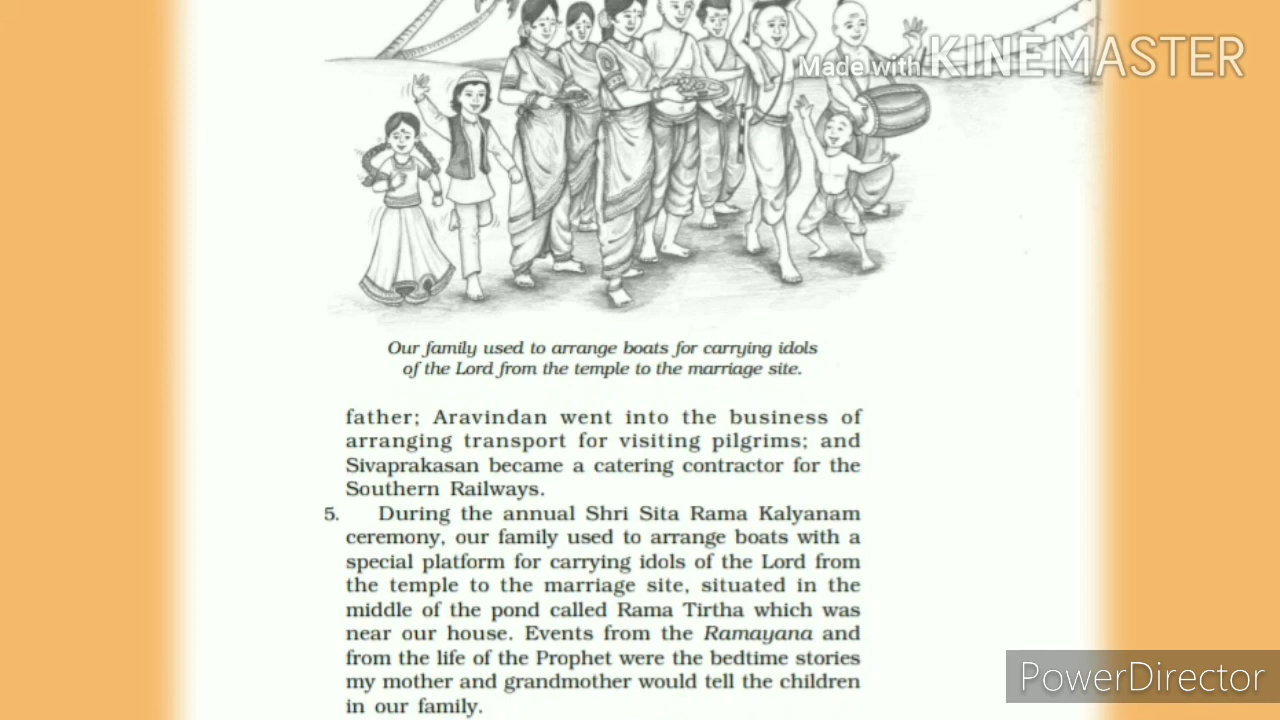 Made with KINEMASTER
Our family used to arrange boats for carrying idols
of the Lord from the temple to the marriage site.
father; Aravindan went into the business of
arranging transport for visiting pilgrims; and
Sivaprakasan became a catering contractor for the
Southern Railways.
5. During the annual Shri Sita Rama Kalyanam
ceremony, our family used to arrange boats with a
special platform for carrying idols of the Lord from
the temple to the marriage site, situated in the
middle of the pond called Rama Tirtha which was
near our house. Events from the Ramayana and
from the life of the Prophet were the bedtime stories
my mother and grandmother would tell the children
in our family.
PowerDirector